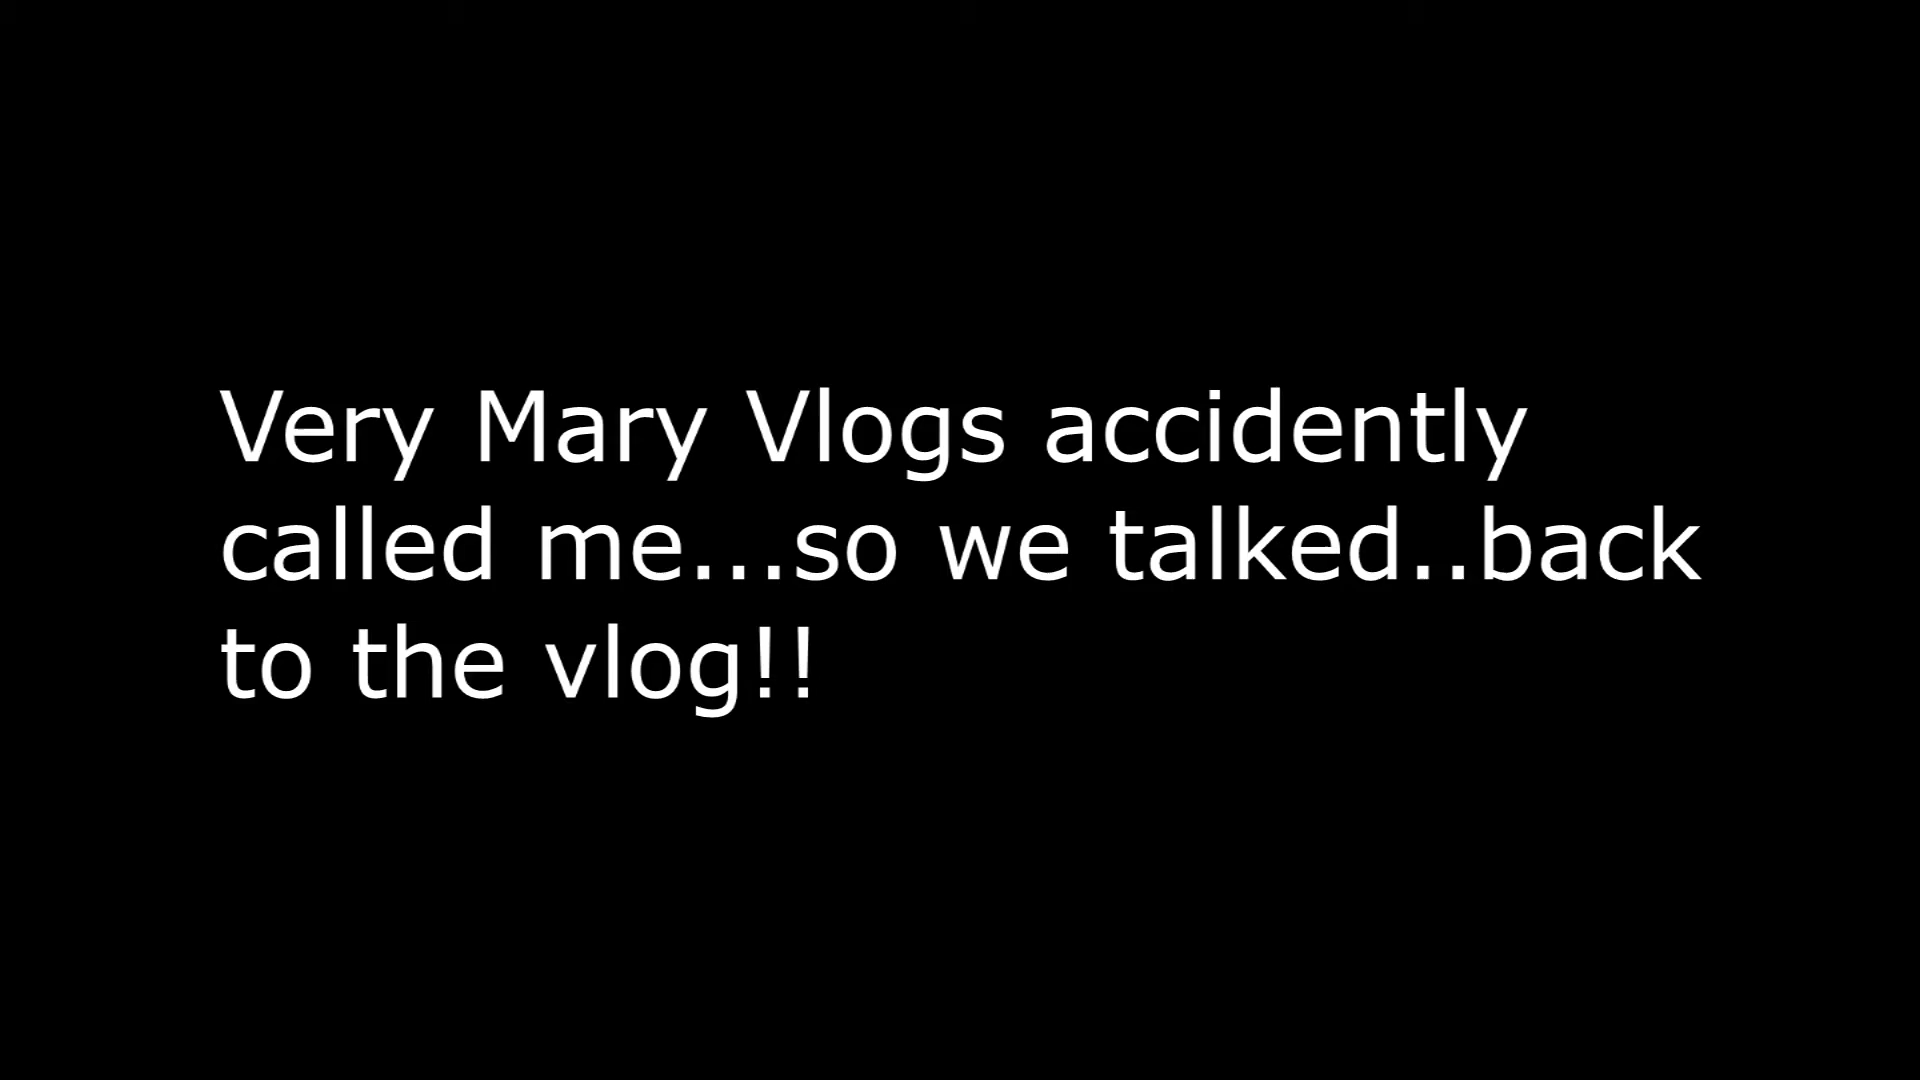 Very Mary Vlogs accidently
called me...so we talked..back
to the vlog!!